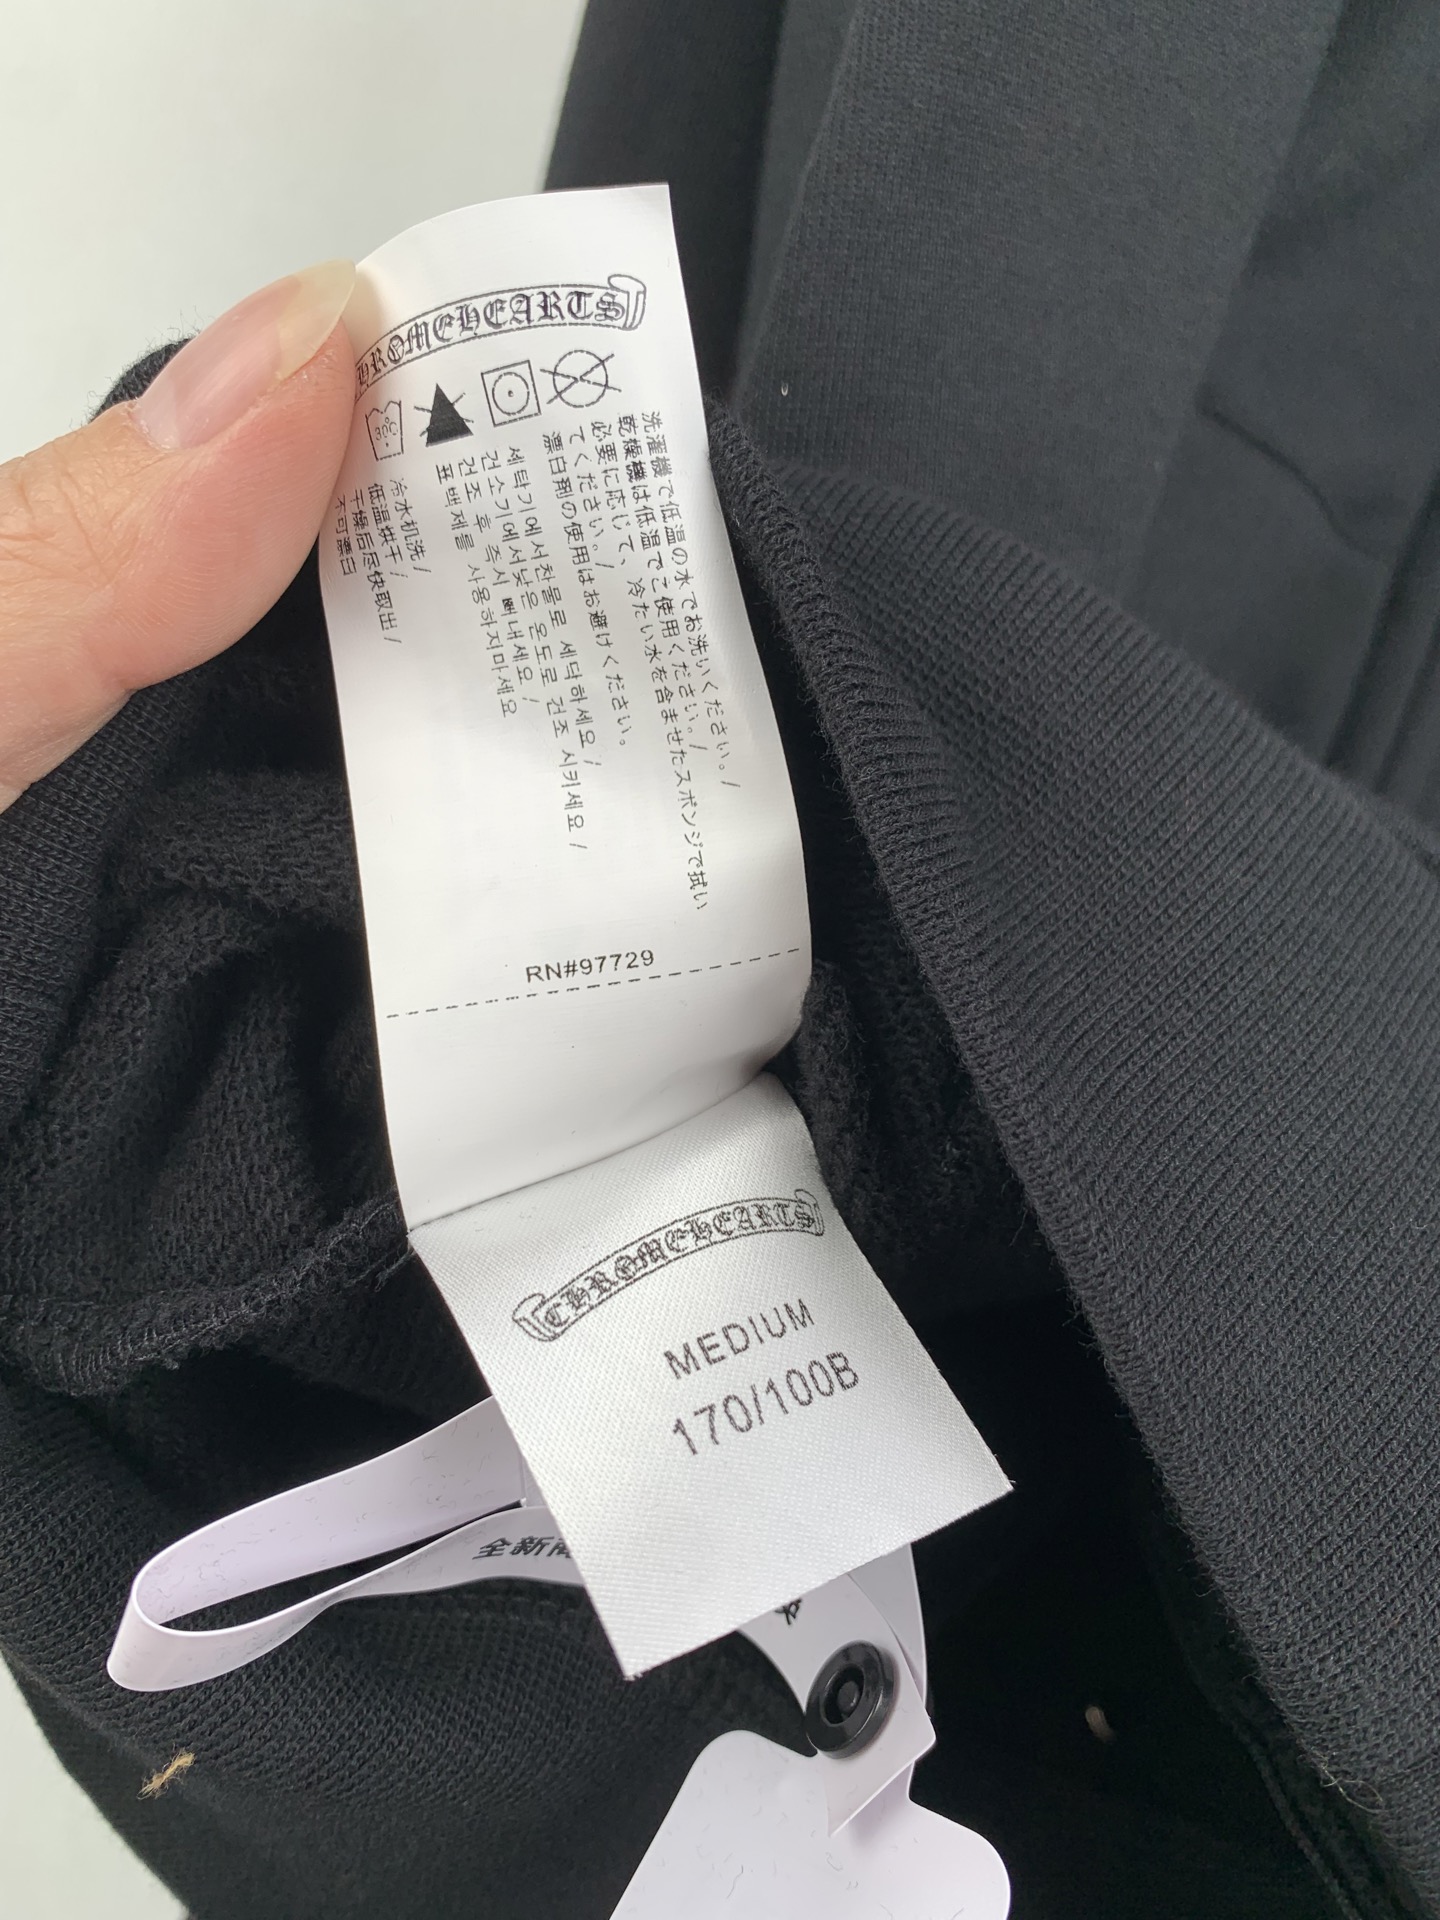 CHROMEHEARTS
30C
洗濯機で低温の水でお洗いください。/
乾燥機は低温でご使用ください。/
必要に応じて、冷たい水を含ませたスポンジで拭い
てください。/
漂白剤の使用はお避けください。
세탁기에서찬물로 세닥하세요 /
건소기에서낮은 온도로 건조 시키세요 /
건조 후 즉시 뻐내세요 /
표백제를 사용하지마세요
冷水机洗/
低温烘干/
干燥后尽快取出/
不可漂白
RN#97729
CHROMEHEARTS
MEDIUM
170/100B
全新